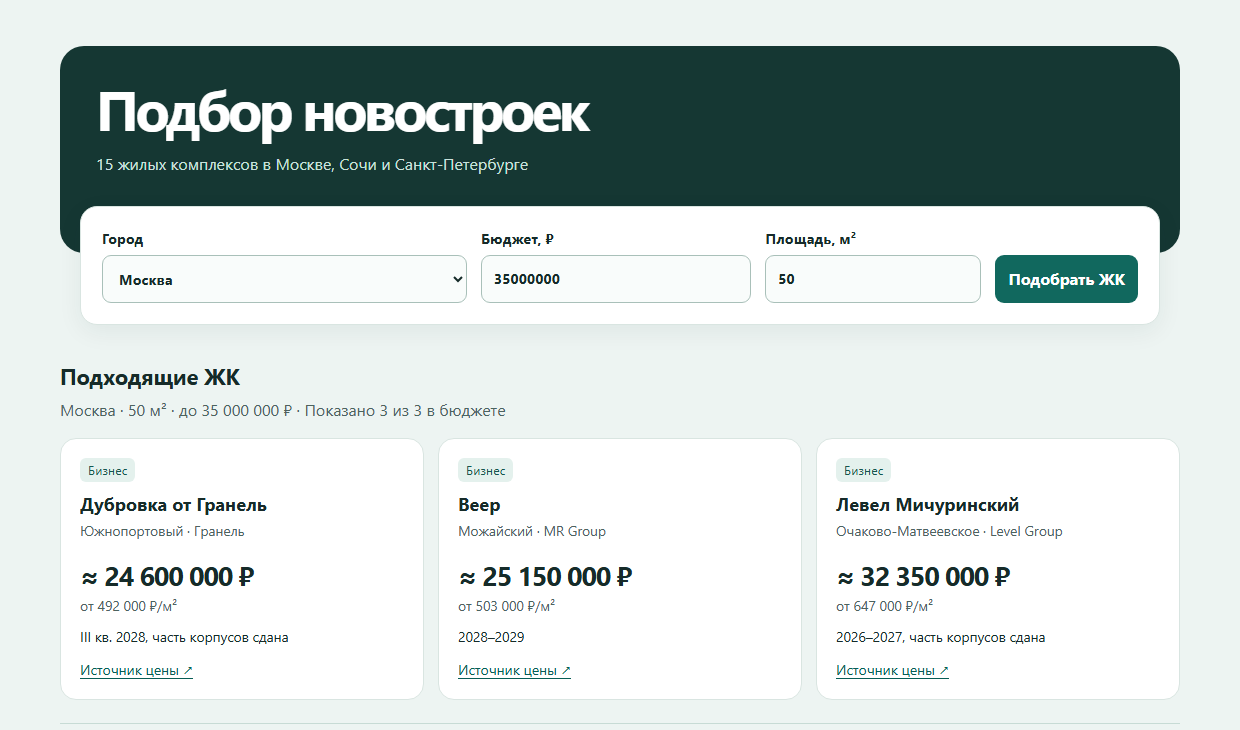 Подбор новостроек
15 жилых комплексов в Москве, Сочи и Санкт-Петербурге
Город
Бюджет, ₽
Площадь, м²
Москва
35000000
50
Подобрать ЖК
Подходящие ЖК
Москва · 50 м² · до 35 000 000 ₽ · Показано 3 из 3 в бюджете
Бизнес
Дубровка от Гранель
Южнопортовый · Гранель
≈ 24 600 000 ₽
от 492 000 ₽/м²
III кв. 2028, часть корпусов сдана
Источник цены ↗
Бизнес
Веер
Можайский · MR Group
≈ 25 150 000 ₽
от 503 000 ₽/м²
2028–2029
Источник цены ↗
Бизнес
Левел Мичуринский
Очаково-Матвеевское · Level Group
≈ 32 350 000 ₽
от 647 000 ₽/м²
2026–2027, часть корпусов сдана
Источник цены ↗